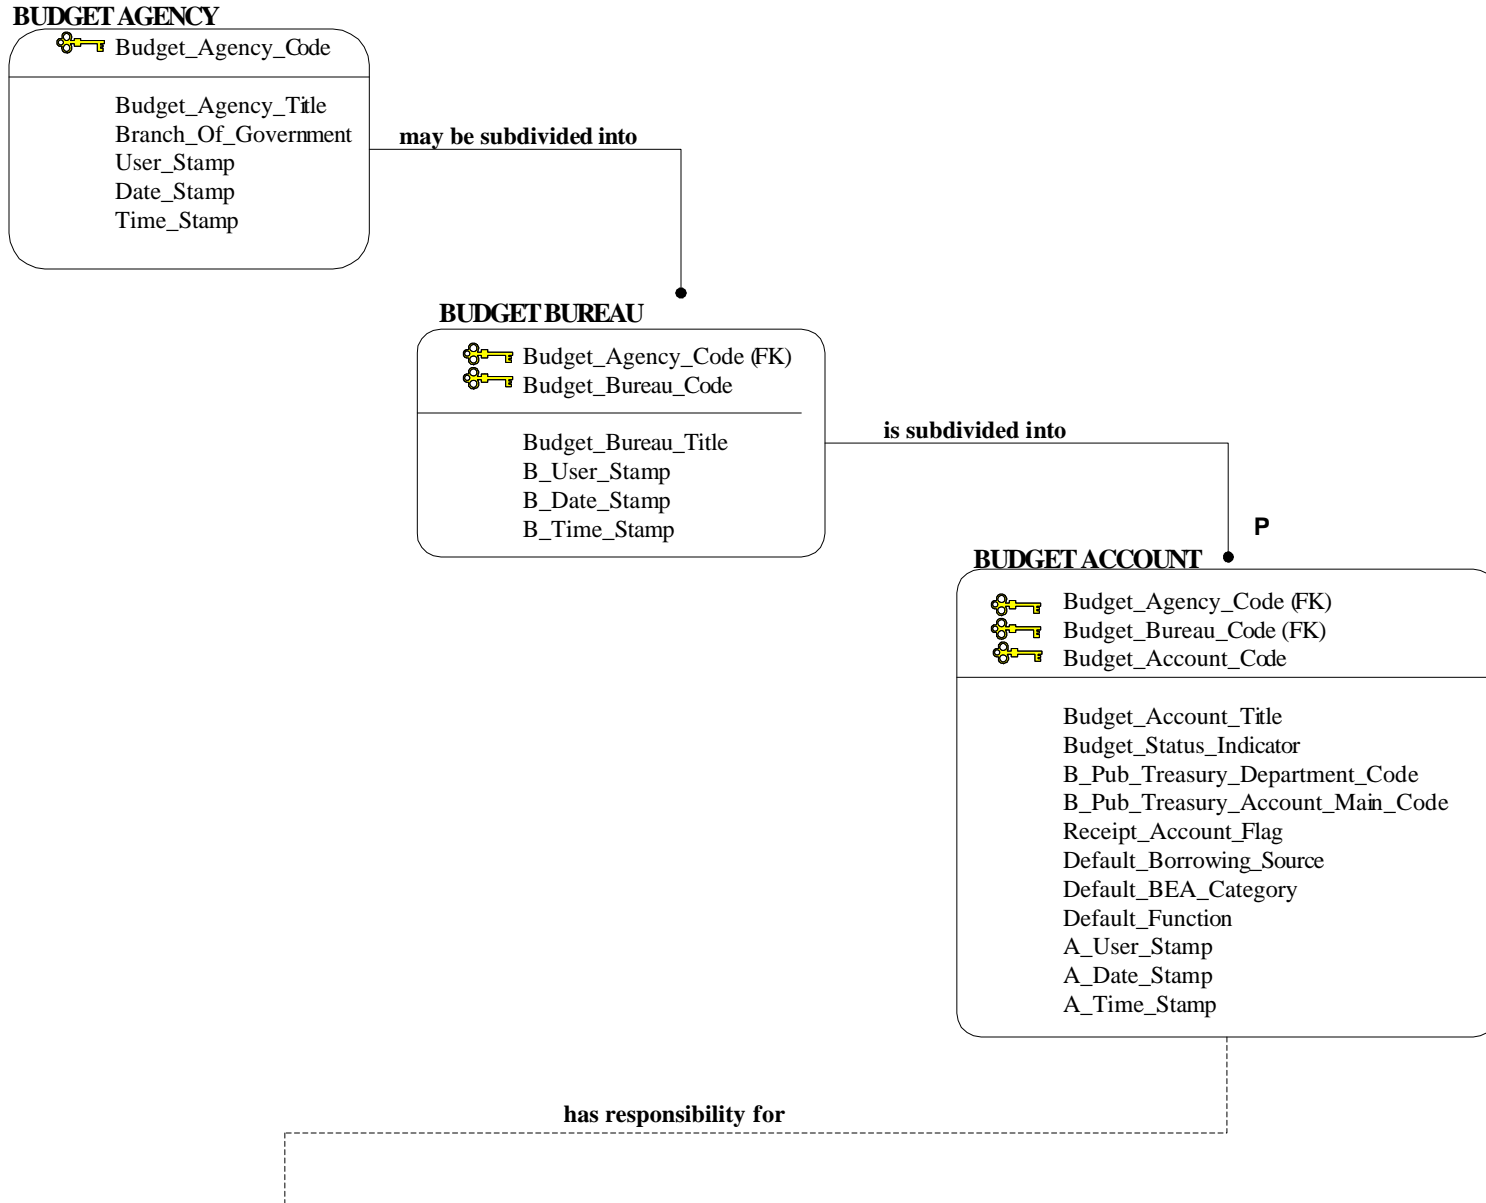 BUDGET AGENCY
Budget_Agency_Code
Budget_Agency_Title
Branch_Of_Government
User_Stamp
Date_Stamp
Time_Stamp
may be subdivided into
BUDGET BUREAU
Budget_Agency_Code (FK)
Budget_Bureau_Code
Budget_Bureau_Title
B_User_Stamp
B_Date_Stamp
B_Time_Stamp
is subdivided into
P
BUDGET ACCOUNT
Budget_Agency_Code (FK)
Budget_Bureau_Code (FK)
Budget_Account_Code
Budget_Account_Title
Budget_Status_Indicator
B_Pub_Treasury_Department_Code
B_Pub_Treasury_Account_Main_Code
Receipt_Account_Flag
Default_Borrowing_Source
Default_BEA_Category
Default_Function
A_User_Stamp
A_Date_Stamp
A_Time_Stamp
has responsibility for